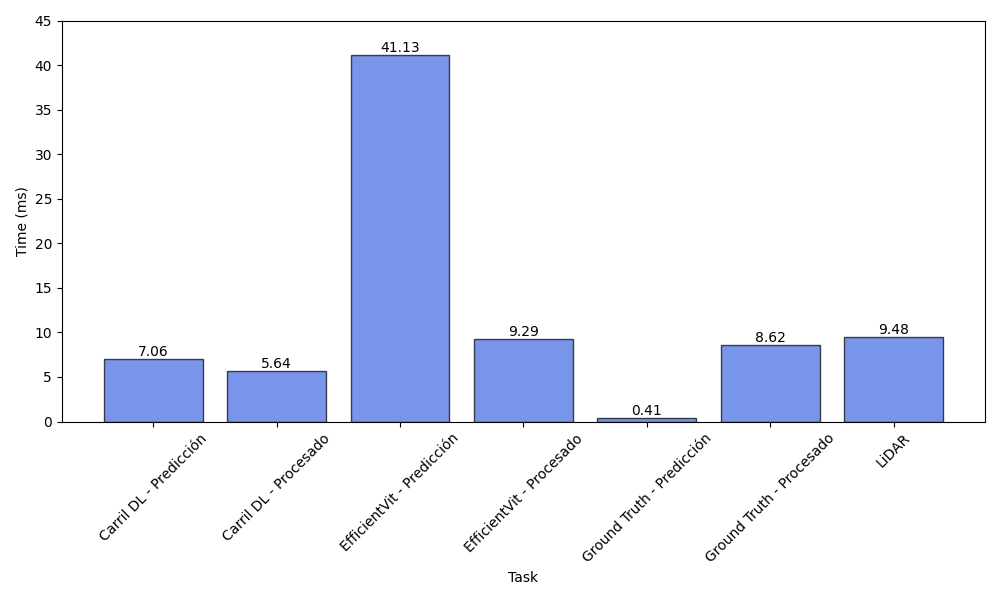 45
40
35
30
25
20
15
10
5
0
Time (ms)
7.06
5.64
41.13
9.29
0.41
8.62
9.48
Carril DL - Predicción
Carril DL - Procesado
EfficientVit - Predicción
EfficientVit - Procesado
Ground Truth - Predicción
Ground Truth - Procesado
LiDAR
Task